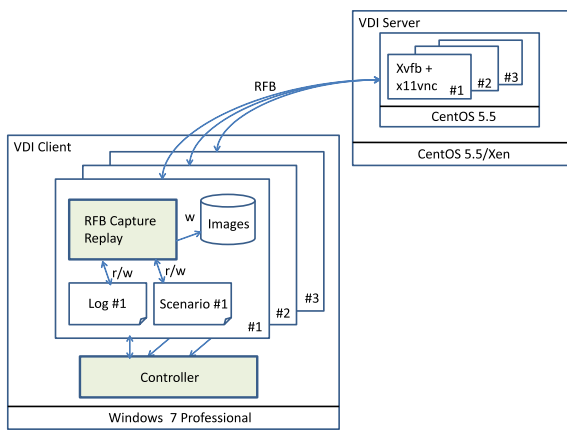 VDI Server
Xvfb +
x11vnc
#1
#2
#3
CentOS 5.5
CentOS 5.5/Xen
RFB
VDI Client
RFB Capture
Replay
w
Images
r/w
r/w
Log #1
Scenario #1
#1
#2
#3
Controller
Windows 7 Professional